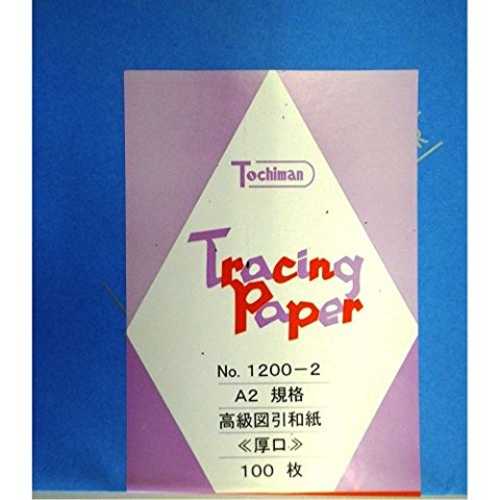 Tochiman
Tracing
Paper
No. 1200-2
A2 規格
高級図引和紙
≪厚口≫
100 枚